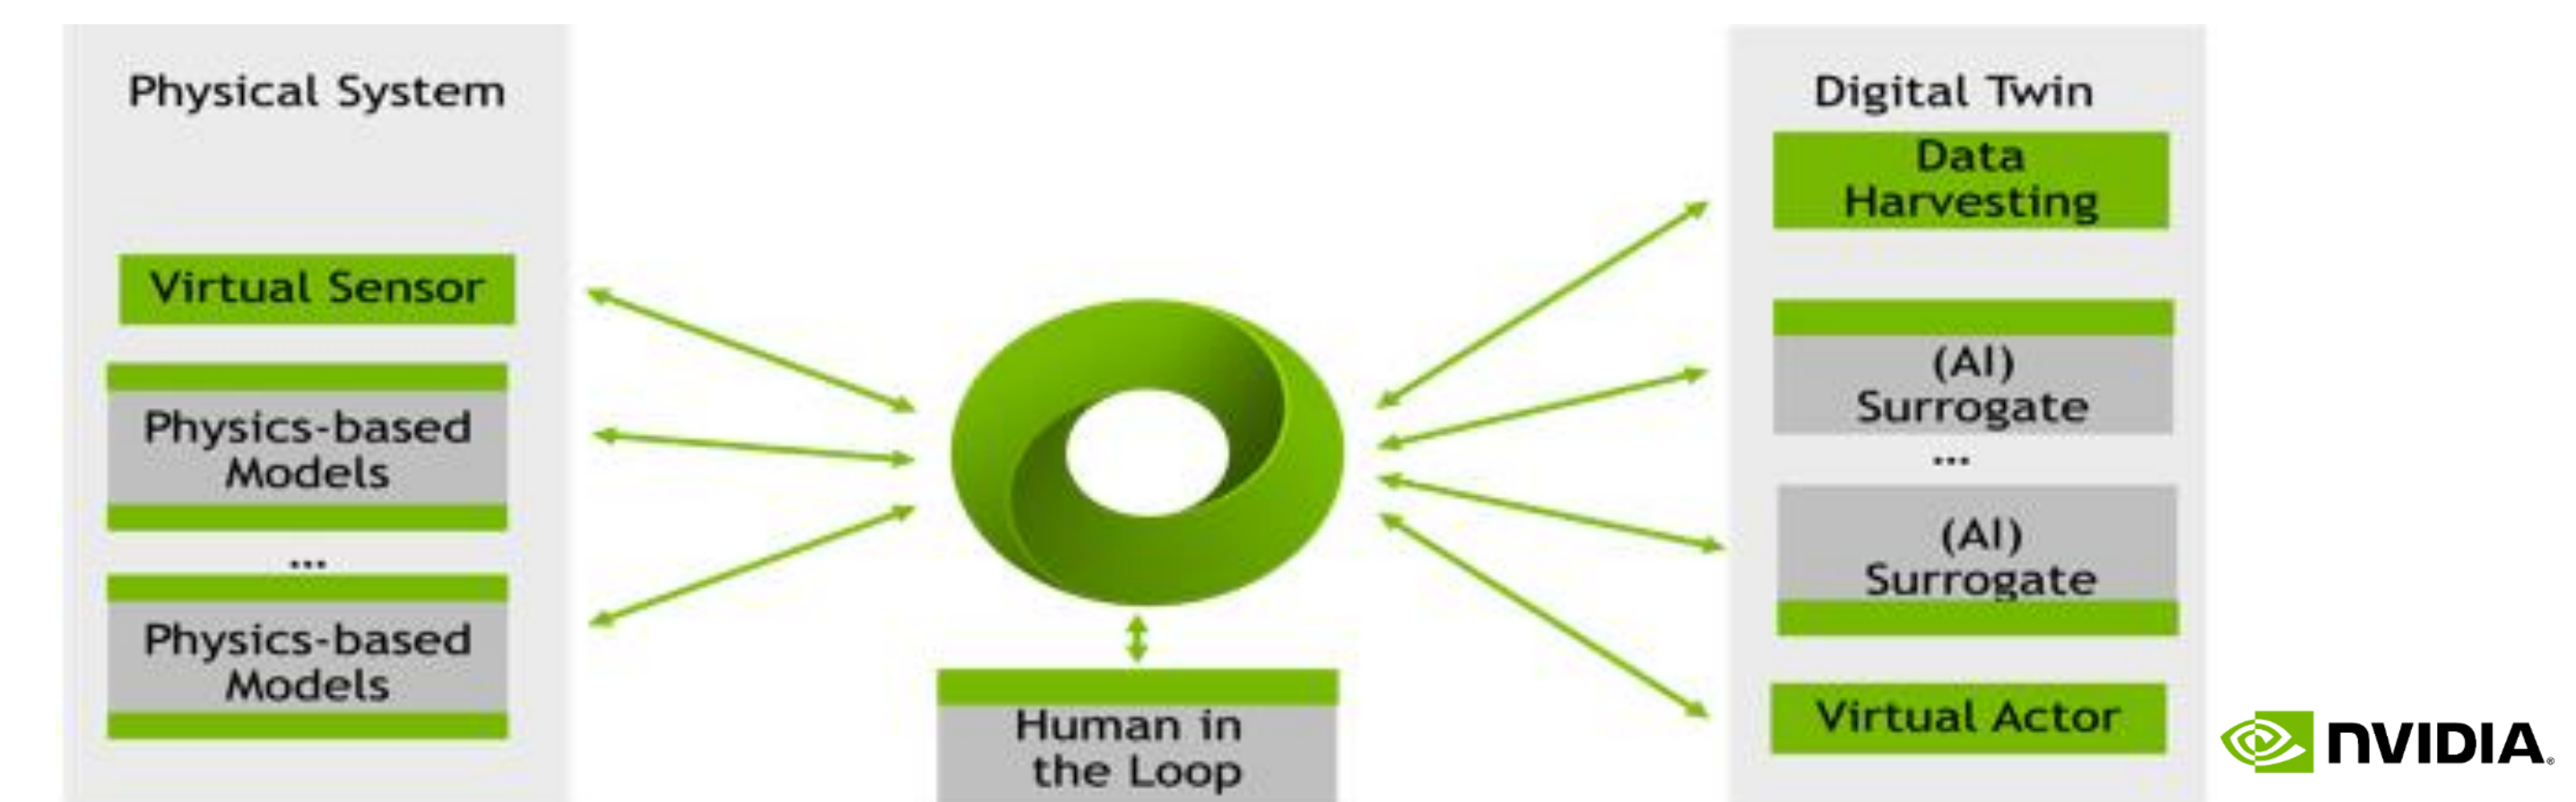 Physical System
Virtual Sensor
Physics-based
Models
...
Physics-based
Models
Human in
the Loop
Digital Twin
Data
Harvesting
(AI)
Surrogate
...
(AI)
Surrogate
Virtual Actor
NVIDIA.